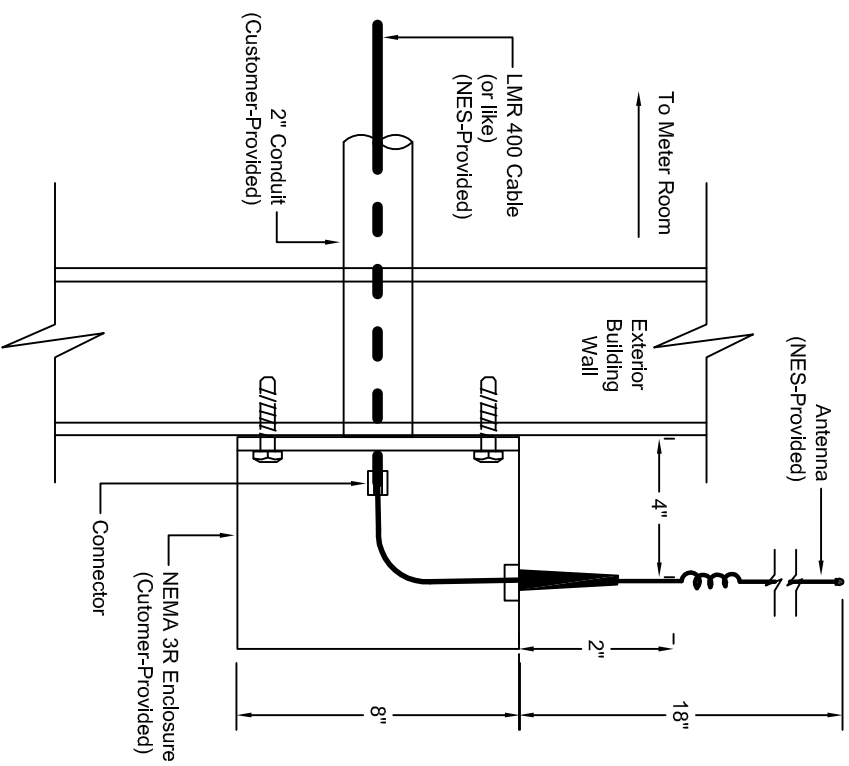 To Meter Room
LMR 400 Cable
(or like)
(NES-Provided)
2" Conduit
(Customer-Provided)
Exterior
Building
Wall
Antenna
(NES-Provided)
4"
2"
18"
8"
Connector
NEMA 3R Enclosure
(Cutomer-Provided)